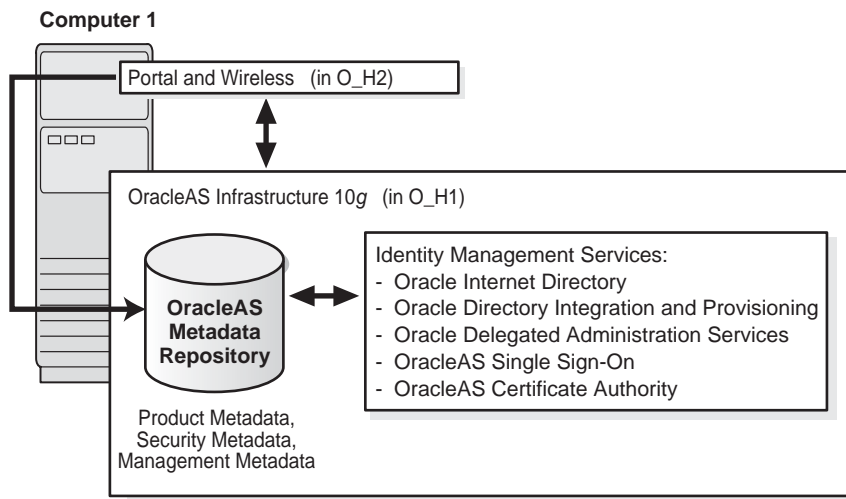 Computer 1
Portal and Wireless (in O_H2)
OracleAS Infrastructure 10g (in O_H1)
OracleAS
Metadata
Repository
Product Metadata,
Security Metadata,
Management Metadata
Identity Management Services:
- Oracle Internet Directory
- Oracle Directory Integration and Provisioning
- Oracle Delegated Administration Services
- OracleAS Single Sign-On
- OracleAS Certificate Authority